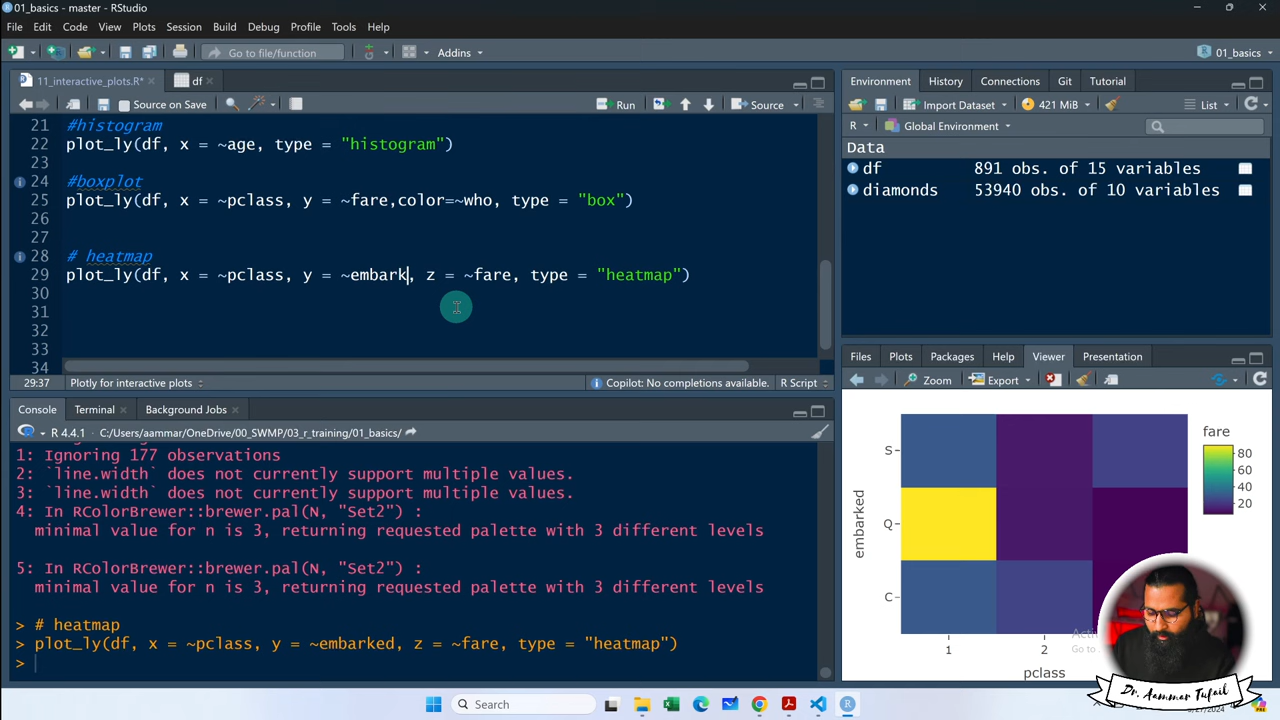 01_basics - master - RStudio
File Edit Code View Plots Session Build Debug Profile Tools Help
Go to file/function Addins 01_basics
11_interactive_plots.R* df
Source on Save Run Source
21 #histogram
22 plot_ly(df, x = ~age, type = "histogram")
23
24 #boxplot
25 plot_ly(df, x = ~pclass, y = ~fare,color=~who, type = "box")
26
27
28 # heatmap
29 plot_ly(df, x = ~pclass, y = ~embark, z = ~fare, type = "heatmap")
30
31
32
33
34
29:37 Plotly for interactive plots Copilot: No completions available. R Script
Console Terminal Background Jobs
R 4.4.1 · C:/Users/aammar/OneDrive/00_SWMP/03_r_training/01_basics/
1: Ignoring 177 observations
2: `line.width` does not currently support multiple values.
3: `line.width` does not currently support multiple values.
4: In RColorBrewer::brewer.pal(N, "Set2") :
minimal value for n is 3, returning requested palette with 3 different levels
5: In RColorBrewer::brewer.pal(N, "Set2") :
minimal value for n is 3, returning requested palette with 3 different levels
> # heatmap
> plot_ly(df, x = ~pclass, y = ~embarked, z = ~fare, type = "heatmap")
>
Environment History Connections Git Tutorial
Import Dataset 421 MiB List
R Global Environment
Data
df 891 obs. of 15 variables
diamonds 53940 obs. of 10 variables
Files Plots Packages Help Viewer Presentation
Zoom Export
fare
80
60
40
20
embarked
S
Q
C
1 2
pclass
Go to
Dr. Aammar Tufail
Search